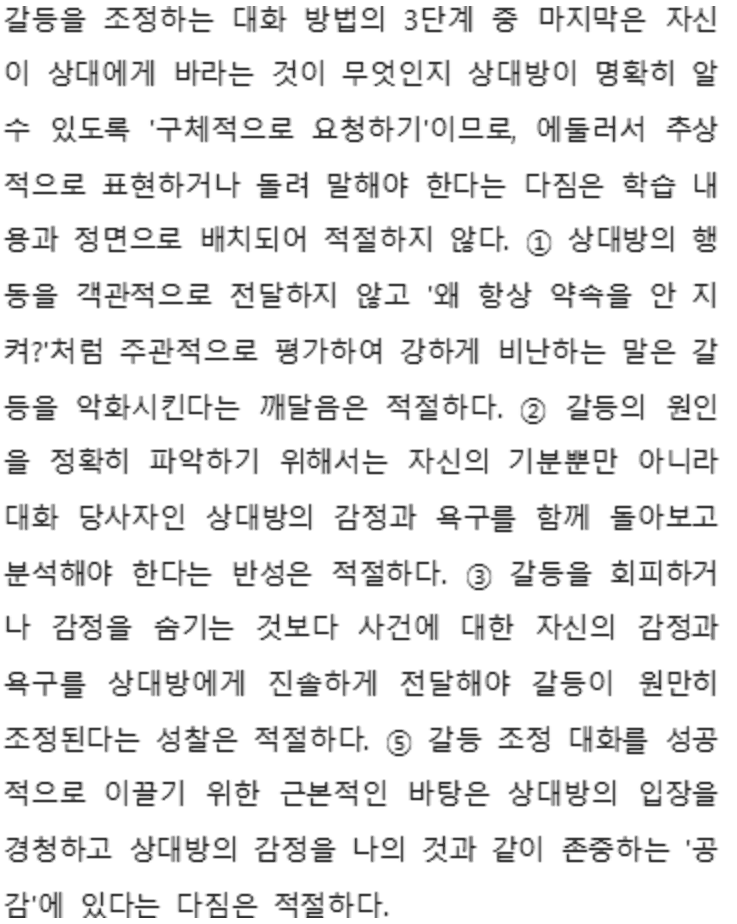 갈등을 조정하는 대화 방법의 3단계 중 마지막은 자신
이 상대에게 바라는 것이 무엇인지 상대방이 명확히 알
수 있도록 '구체적으로 요청하기'이므로, 에둘러서 추상
적으로 표현하거나 돌려 말해야 한다는 다짐은 학습 내
용과 정면으로 배치되어 적절하지 않다. ① 상대방의 행
동을 객관적으로 전달하지 않고 '왜 항상 약속을 안 지
켜?'처럼 주관적으로 평가하여 강하게 비난하는 말은 갈
등을 악화시킨다는 깨달음은 적절하다. ② 갈등의 원인
을 정확히 파악하기 위해서는 자신의 기분뿐만 아니라
대화 당사자인 상대방의 감정과 욕구를 함께 돌아보고
분석해야 한다는 반성은 적절하다. ③ 갈등을 회피하거
나 감정을 숨기는 것보다 사건에 대한 자신의 감정과
욕구를 상대방에게 진솔하게 전달해야 갈등이 원만히
조정된다는 성찰은 적절하다. ⑤ 갈등 조정 대화를 성공
적으로 이끌기 위한 근본적인 바탕은 상대방의 입장을
경청하고 상대방의 감정을 나의 것과 같이 존중하는 '공
감'에 있다는 다짐은 적절하다.